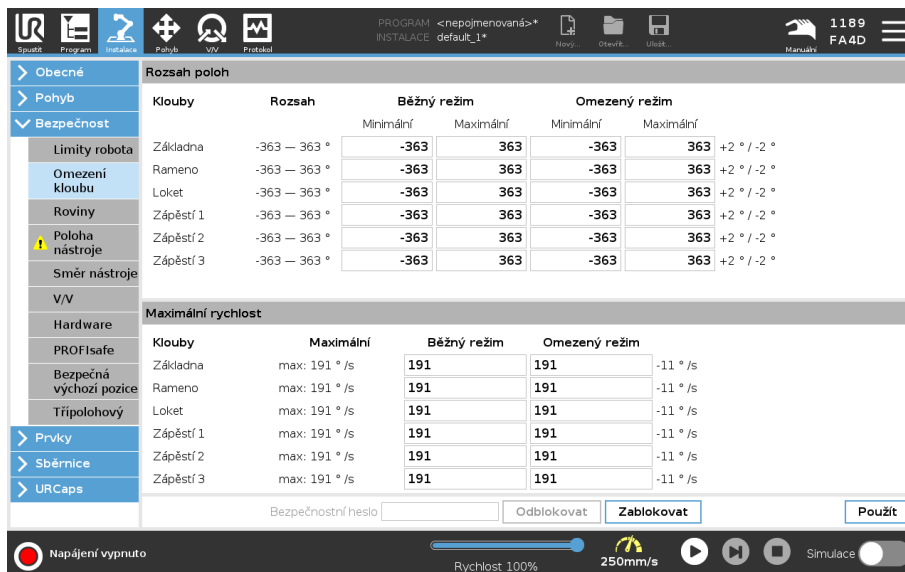 PROGRAM <nepojmenovaná>*
INSTALACE default_1*
Spustit Program Instalace Pohyb V/V Protokol Nový... Otevřít... Uložit... Manuální
1189
FA4D
Obecné
Pohyb
Bezpečnost
Limity robota
Omezení
kloubu
Roviny
Poloha
nástroje
Směr nástroje
V/V
Hardware
PROFIsafe
Bezpečná
výchozí pozice
Třípolohový
Prvky
Sběrnice
URCaps
Rozsah poloh
Klouby Rozsah Běžný režim Omezený režim
Minimální Maximální Minimální Maximální
Základna -363 — 363 ° -363 363 -363 363 +2 ° / -2 °
Rameno -363 — 363 ° -363 363 -363 363 +2 ° / -2 °
Loket -363 — 363 ° -363 363 -363 363 +2 ° / -2 °
Zápěstí 1 -363 — 363 ° -363 363 -363 363 +2 ° / -2 °
Zápěstí 2 -363 — 363 ° -363 363 -363 363 +2 ° / -2 °
Zápěstí 3 -363 — 363 ° -363 363 -363 363 +2 ° / -2 °
Maximální rychlost
Klouby Maximální Běžný režim Omezený režim
Základna max: 191 ° /s 191 191 -11 ° /s
Rameno max: 191 ° /s 191 191 -11 ° /s
Loket max: 191 ° /s 191 191 -11 ° /s
Zápěstí 1 max: 191 ° /s 191 191 -11 ° /s
Zápěstí 2 max: 191 ° /s 191 191 -11 ° /s
Zápěstí 3 max: 191 ° /s 191 191 -11 ° /s
Bezpečnostní heslo Odblokovat Zablokovat Použít
Napájení vypnuto Rychlost 100% 250mm/s Simulace